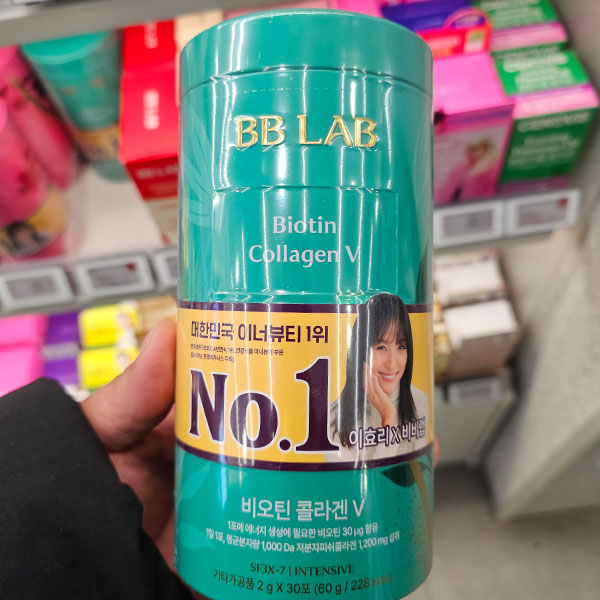 BB LAB
Biotin
Collagen V
대한민국 이너뷰티 1위
No.1
이효리 X 비비랩
비오틴 콜라겐 V
1포에 에너지 생성에 필요한 비오틴 30 μg 함유
1일 1포, 평균분자량 1,000 Da 저분자피쉬콜라겐 1,200 mg 섭취
SF3X-7 | INTENSIVE
기타가공품 2 g X 30포 (60 g / 228
GENOVIS